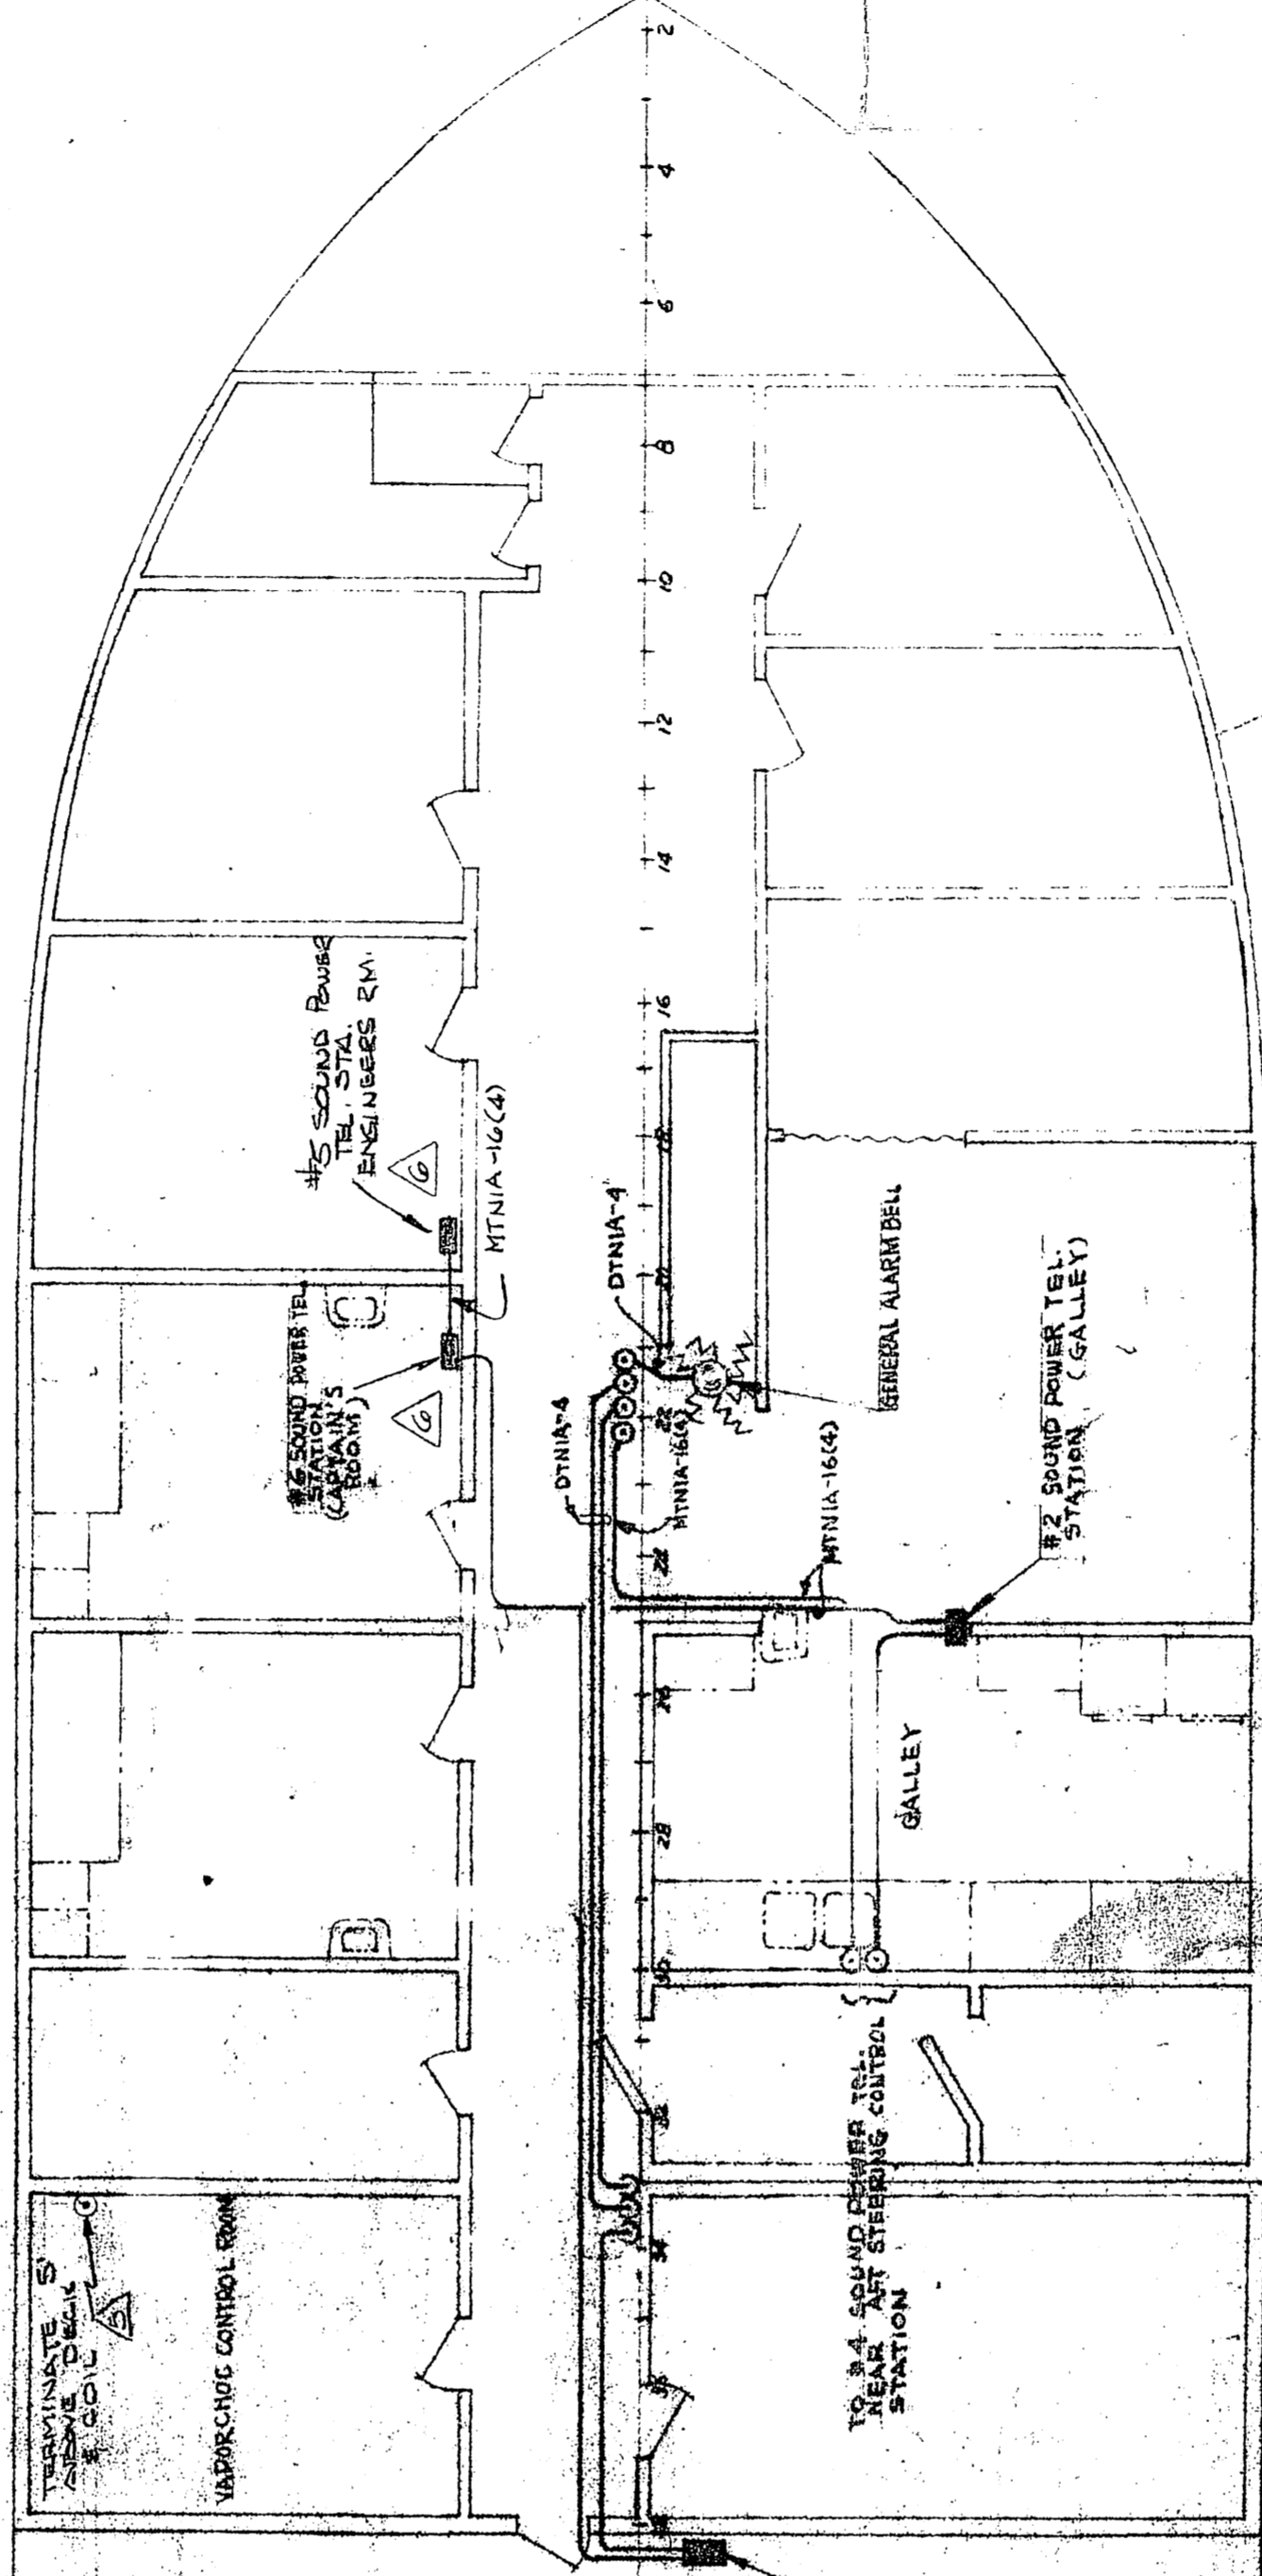 2
4
6
8
10
12
14
16
18
20
22
24
26
28
30
32
34
36
38
#5 SOUND POWER
TEL. STA.
ENGINEERS RM.
6
MTNIA-16(4)
#6 SOUND POWER TEL.
STATION
(CAPTAIN'S
ROOM)
6
DTNIA-4
DTNIA-4
MTNIA-16(4)
GENERAL ALARM BELL
MTNIA-16(4)
#2 SOUND POWER TEL.
STATION (GALLEY)
GALLEY
TO #4 SOUND POWER TEL.
NEAR AFT STEERING CONTROL
STATION
TERMINATE 5'
ABOVE DECK
& COIL
5
VAPORCHOC CONTROL ROOM